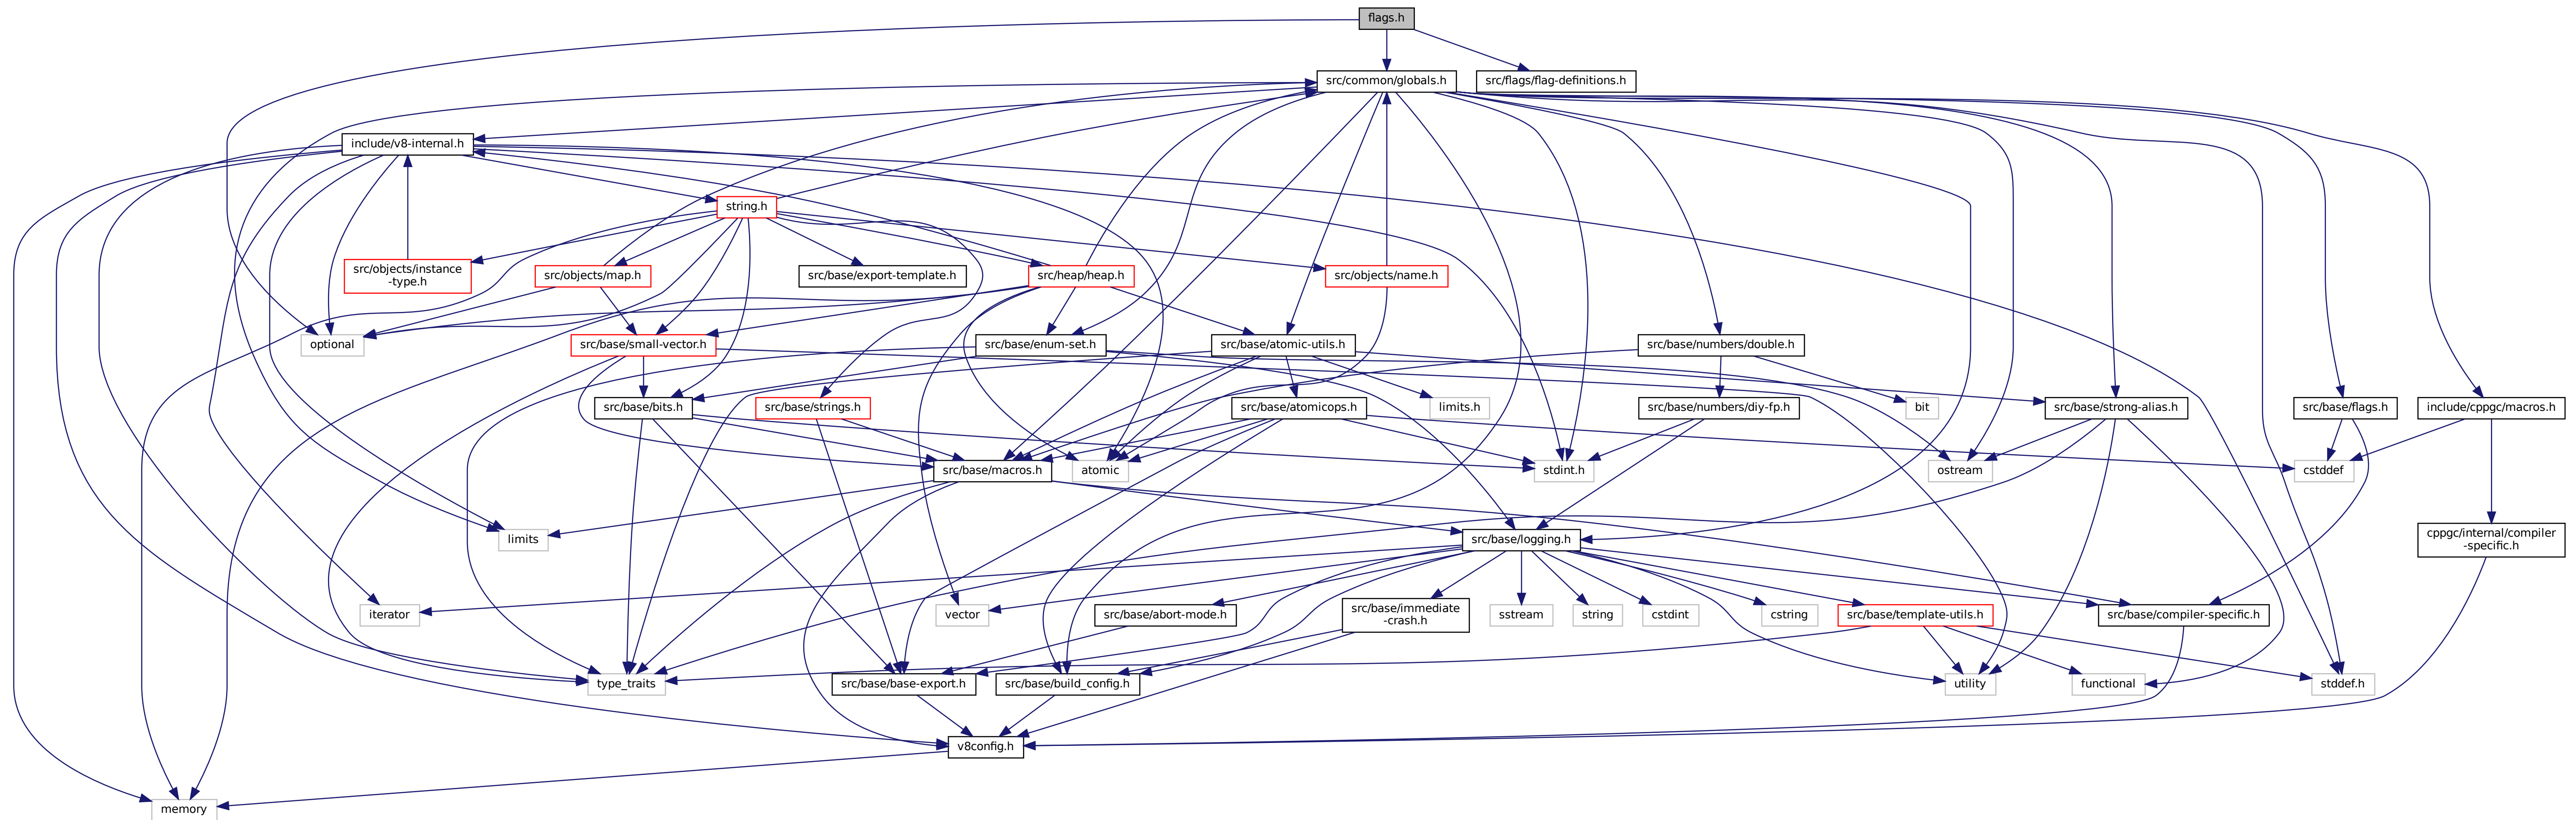 flags.h
src/common/globals.h
src/flags/flag-definitions.h
include/v8-internal.h
string.h
src/objects/instance
-type.h
src/objects/map.h
src/base/export-template.h
src/heap/heap.h
src/objects/name.h
optional
src/base/small-vector.h
src/base/enum-set.h
src/base/atomic-utils.h
src/base/numbers/double.h
src/base/bits.h
src/base/strings.h
src/base/atomicops.h
limits.h
src/base/numbers/diy-fp.h
bit
src/base/strong-alias.h
src/base/flags.h
include/cppgc/macros.h
src/base/macros.h
atomic
stdint.h
ostream
cstddef
limits
src/base/logging.h
cppgc/internal/compiler
-specific.h
iterator
vector
src/base/abort-mode.h
src/base/immediate
-crash.h
sstream
string
cstdint
cstring
src/base/template-utils.h
src/base/compiler-specific.h
type_traits
src/base/base-export.h
src/base/build_config.h
utility
functional
stddef.h
v8config.h
memory